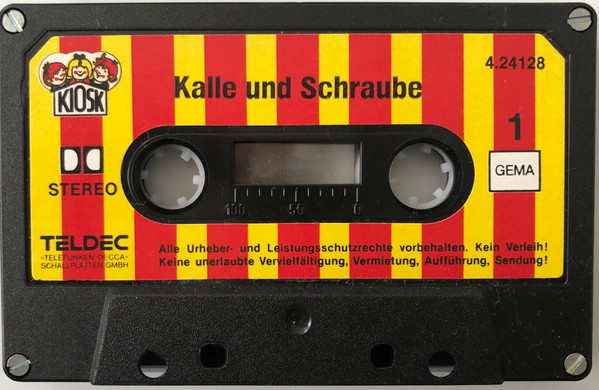 KIOSK
Kalle und Schraube
4.24128
STEREO
1
GEMA
100 50 0
TELDEC
»TELEFUNKEN DECCA«
SCHALLPLATTEN GMBH
Alle Urheber- und Leistungsschutzrechte vorbehalten. Kein Verleih!
Keine unerlaubte Vervielfältigung, Vermietung, Aufführung, Sendung!